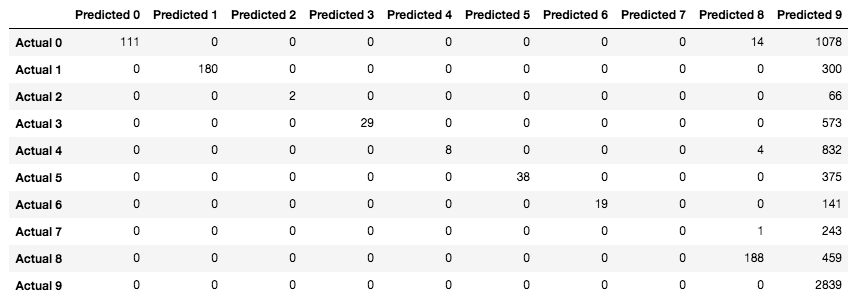 Predicted 0 Predicted 1 Predicted 2 Predicted 3 Predicted 4 Predicted 5 Predicted 6 Predicted 7 Predicted 8 Predicted 9
Actual 0 111 0 0 0 0 0 0 0 14 1078
Actual 1 0 180 0 0 0 0 0 0 0 300
Actual 2 0 0 2 0 0 0 0 0 0 66
Actual 3 0 0 0 29 0 0 0 0 0 573
Actual 4 0 0 0 0 8 0 0 0 4 832
Actual 5 0 0 0 0 0 38 0 0 0 375
Actual 6 0 0 0 0 0 0 19 0 0 141
Actual 7 0 0 0 0 0 0 0 0 1 243
Actual 8 0 0 0 0 0 0 0 0 188 459
Actual 9 0 0 0 0 0 0 0 0 0 2839